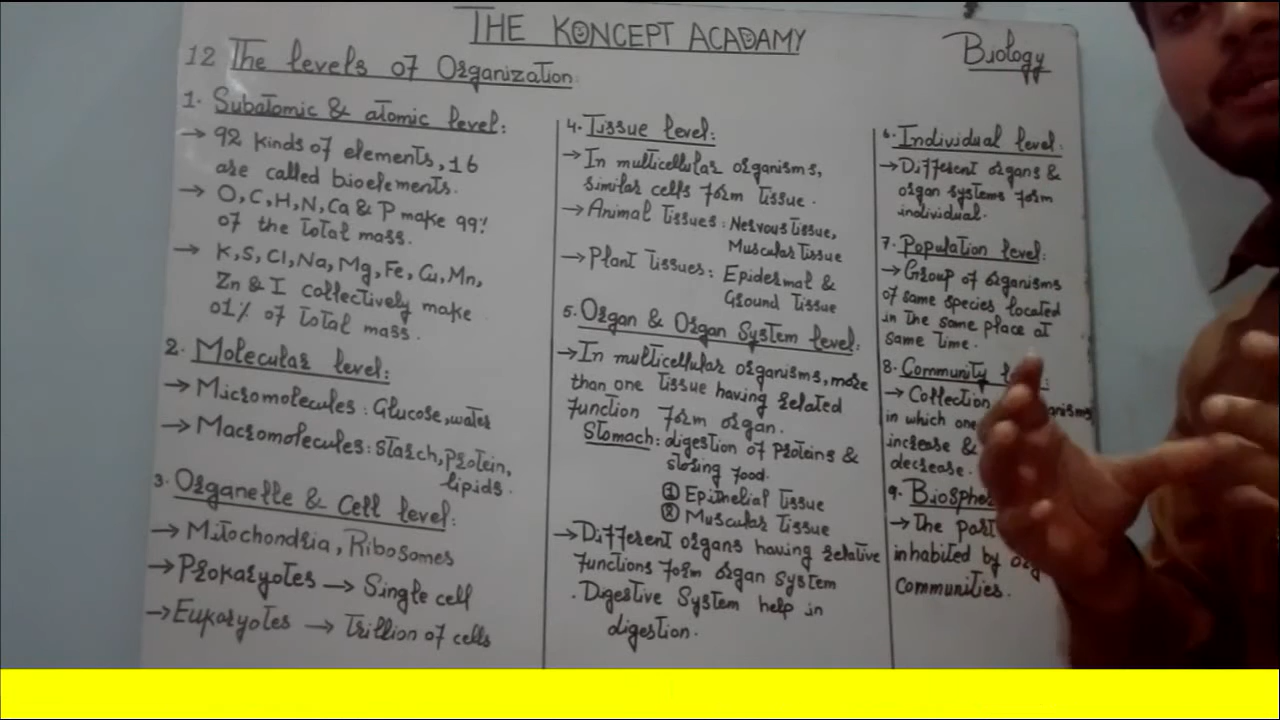 THE KONCEPT ACADAMY
Biology
12 The levels of Organization:
1. Subatomic & atomic level:
→ 92 kinds of elements, 16
are called bioelements.
→ O, C, H, N, Ca & P make 99%
of the total mass.
→ K, S, Cl, Na, Mg, Fe, Cu, Mn,
Zn & I collectively make
01% of total mass.
2. Molecular level:
→ Micromolecules: Glucose, water
→ Macromolecules: starch, protein,
lipids.
3. Organelle & Cell level:
→ Mitochondria, Ribosomes
→ Prokaryotes → Single cell
→ Eukaryotes → Trillion of cells
4. Tissue level:
→ In multicellular organisms,
similar cells form tissue.
→ Animal tissues: Nervous tissue,
Muscular tissue
→ Plant tissues: Epidermal &
Ground tissue
5. Organ & Organ System level:
→ In multicellular organisms, more
than one tissue having related
function form organ.
Stomach: digestion of proteins &
storing food.
① Epithelial tissue
② Muscular tissue
→ Different organs having relative
functions form organ system
. Digestive System help in
digestion.
6. Individual level:
→ Different organs &
organ systems form
individual.
7. Population level:
→ Group of organisms
of same species located
in the same place at
same time.
8. Community
→ Collection
in which one
increase &
decrease.
9.
→ The part
inhabited by
communities.